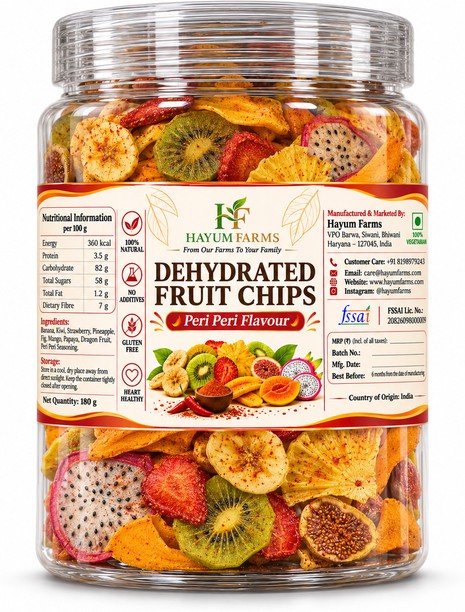 Nutritional Information
per 100 g
Energy 360 kcal
Protein 3.5 g
Carbohydrate 82 g
Total Sugars 58 g
Total Fat 1.2 g
Dietary Fibre 7 g
Ingredients:
Banana, Kiwi, Strawberry, Pineapple,
Fig, Mango, Papaya, Dragon Fruit,
Peri Peri Seasoning.
Storage:
Store in a cool, dry place away from
direct sunlight. Keep the container tightly
closed after opening.
Net Quantity: 180 g
100%
NATURAL
NO
ADDITIVES
GLUTEN
FREE
HEART
HEALTHY
HF
HAYUM FARMS
From Our Farms To Your Family
DEHYDRATED
FRUIT CHIPS
Peri Peri Flavour
Manufactured & Marketed By:
Hayum Farms
VPO Barwa, Siwani, Bhiwani
Haryana – 127045, India
100%
VEGETARIAN
Customer Care: +91 8198979243
Email: care@hayumfarms.com
Website: www.hayumfarms.com
Instagram: @hayumfarms
fssai
FSSAI Lic. No.:
20826098000009
MRP (₹) (Incl. of all taxes):
Batch No.:
Mfg. Date:
Best Before: 6 months from the date of manufacturing
Country of Origin: India